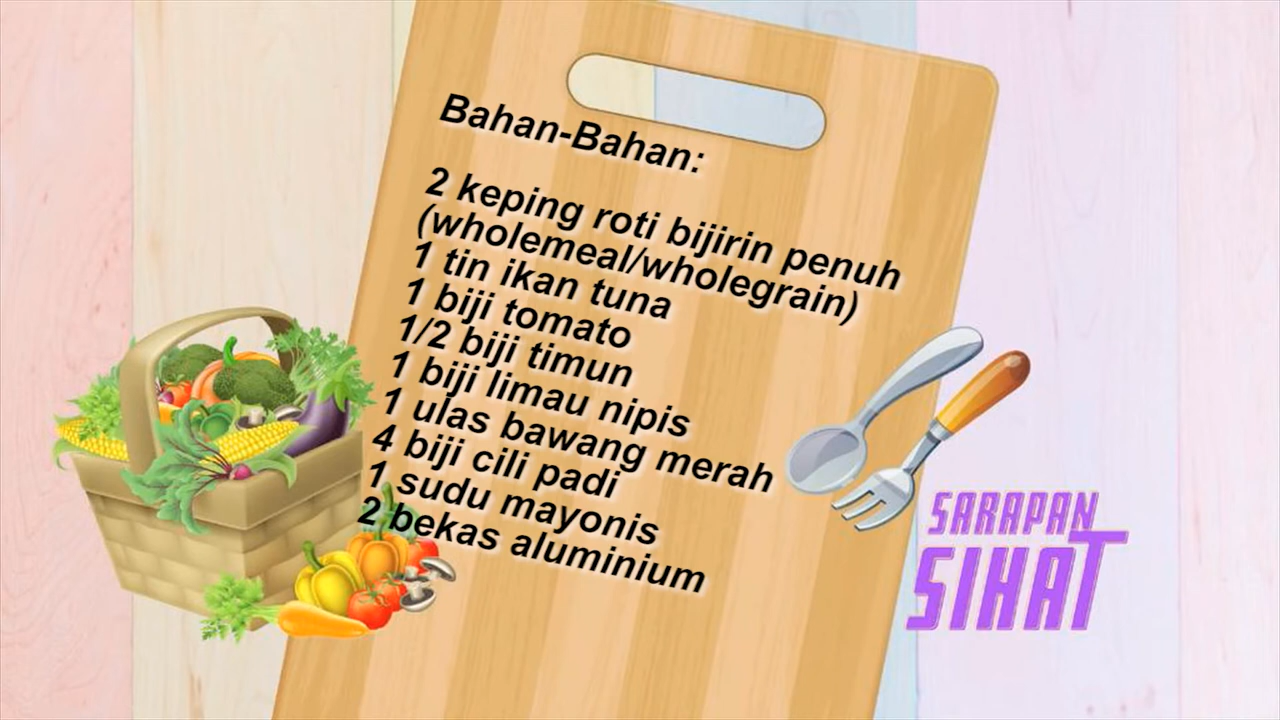 Bahan-Bahan:
2 keping roti bijirin penuh
(wholemeal/wholegrain)
1 tin ikan tuna
1 biji tomato
1/2 biji timun
1 biji limau nipis
1 ulas bawang merah
4 biji cili padi
1 sudu mayonis
2 bekas aluminium
SARAPAN
SIHAT